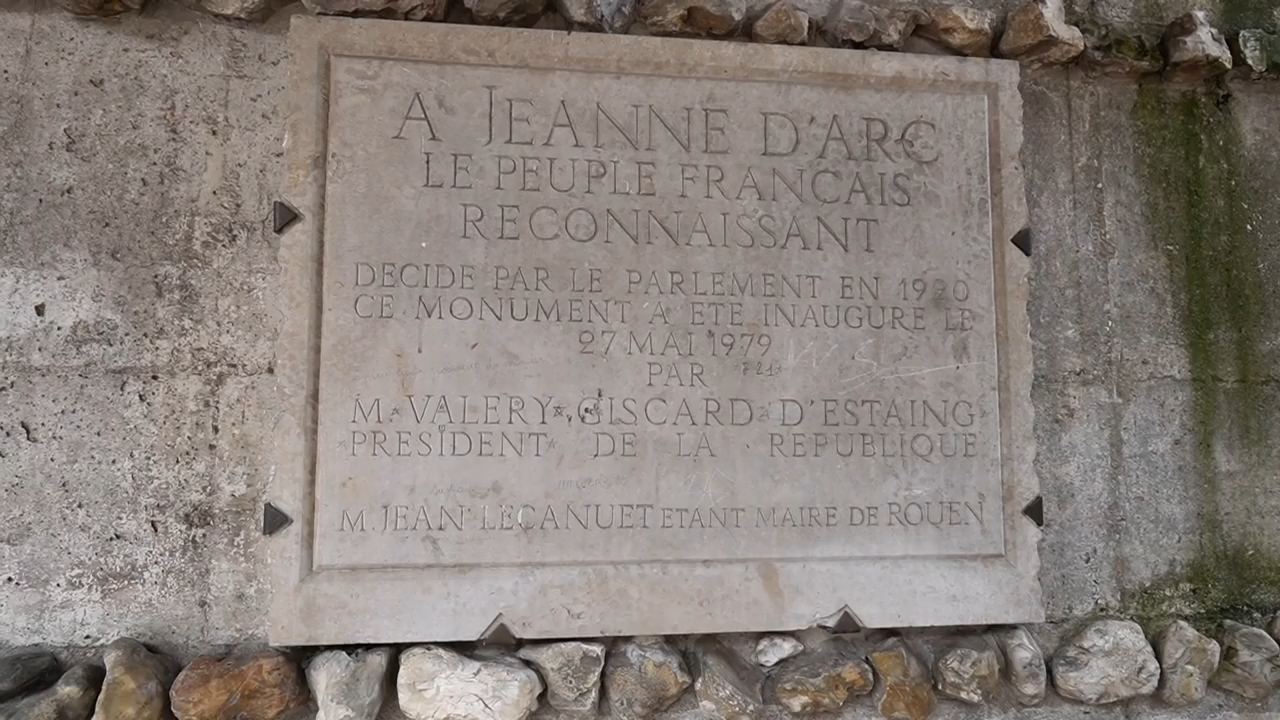 A JEANNE D'ARC
LE PEUPLE FRANÇAIS
RECONNAISSANT
DECIDE PAR LE PARLEMENT EN 1920
CE MONUMENT A ETE INAUGURE LE
27 MAI 1979
PAR
M. VALERY GISCARD D'ESTAING
PRESIDENT DE LA REPUBLIQUE
M. JEAN LECANUET ETANT MAIRE DE ROUEN